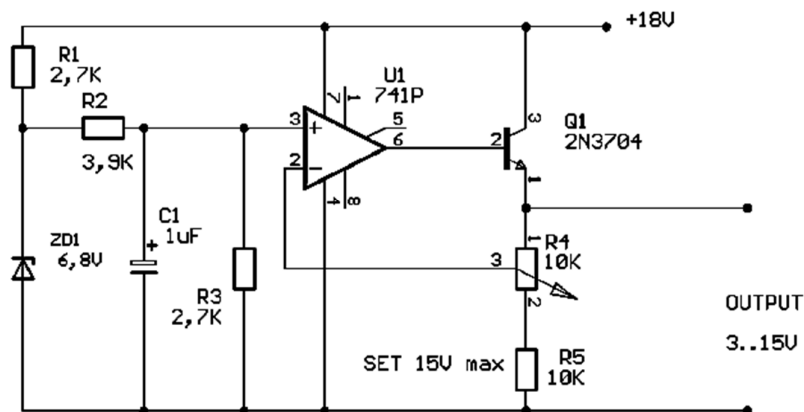 +18V
R1
2,7K
R2
3,9K
U1
741P
7
1
3
+
5
6
2
-
4
8
Q1
2N3704
3
2
1
ZD1
6,8V
C1
+
1uF
R3
2,7K
1
R4
10K
3
2
OUTPUT
3..15V
SET 15V max
R5
10K